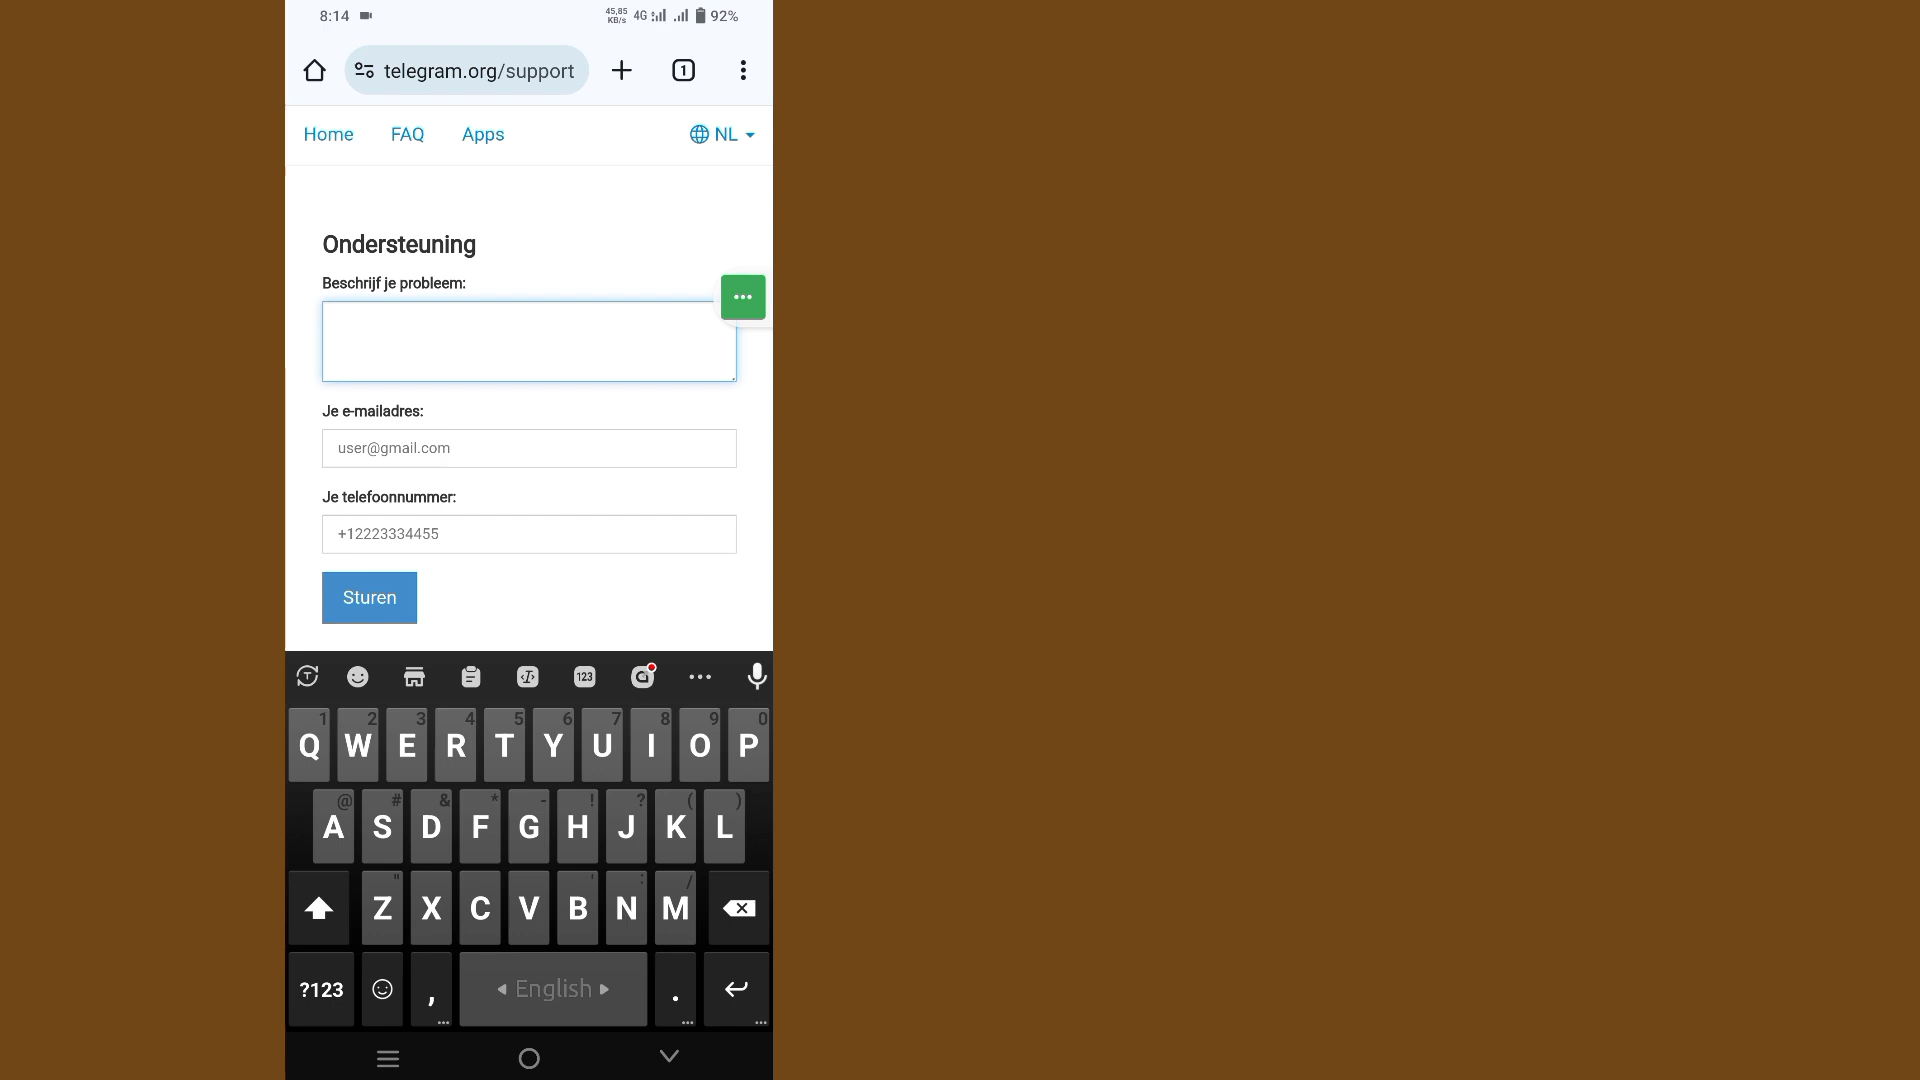 8:14 45,85 KB/s 4G 92%
telegram.org/support 1
Home FAQ Apps NL
Ondersteuning
Beschrijf je probleem:
Je e-mailadres:
user@gmail.com
Je telefoonnummer:
+12223334455
Sturen
T 123
1 2 3 4 5 6 7 8 9 0
Q W E R T Y U I O P
@ # & * - ! ? ( )
A S D F G H J K L
" ' : /
Z X C V B N M
?123 , English .